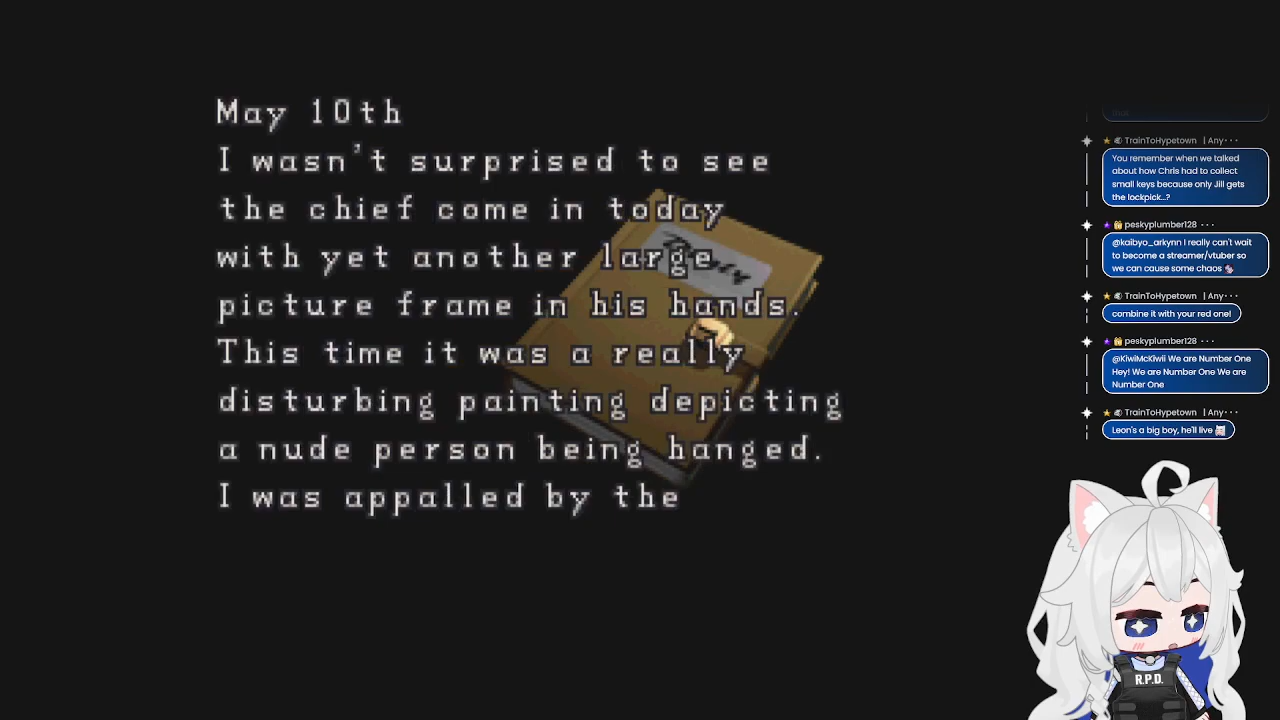 May 10th
I wasn't surprised to see
the chief come in today
with yet another large
picture frame in his hands.
This time it was a really
disturbing painting depicting
a nude person being hanged.
I was appalled by the
TrainToHypetown | Any···
You remember when we talked
about how Chris had to collect
small keys because only Jill gets
the lockpick..?
peskyplumber128 ···
@kaibyo_arkynn I really can't wait
to become a streamer/vtuber so
we can cause some chaos
TrainToHypetown | Any···
combine it with your red one!
peskyplumber128 ···
@KiwiMcKiwii We are Number One
Hey! We are Number One We are
Number One
TrainToHypetown | Any···
Leon's a big boy, he'll live
R.P.D.